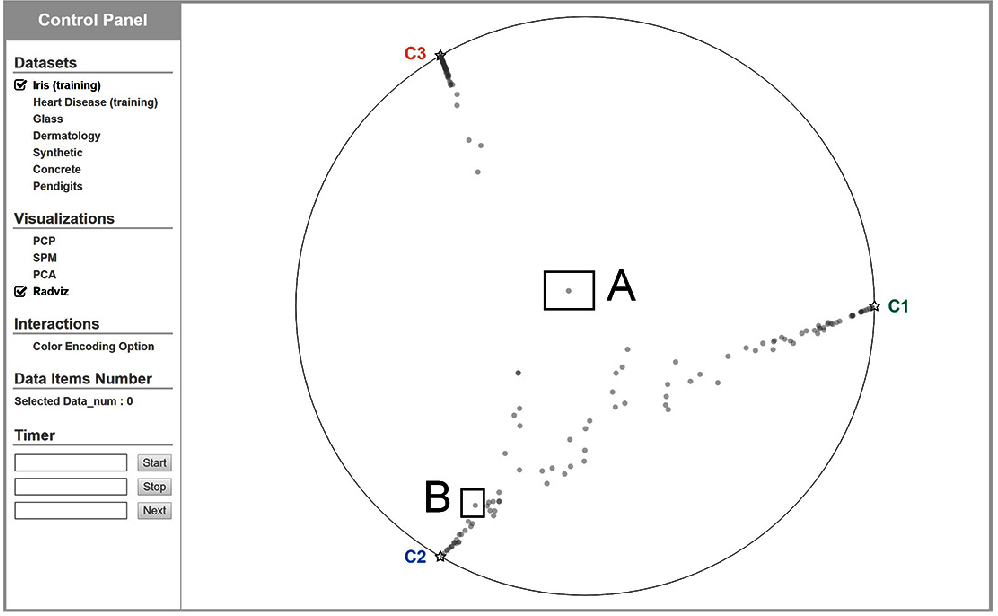 Control Panel
Datasets
Iris (training)
Heart Disease (training)
Glass
Dermatology
Synthetic
Concrete
Pendigits
Visualizations
PCP
SPM
PCA
Radviz
Interactions
Color Encoding Option
Data Items Number
Selected Data_num : 0
Timer
Start
Stop
Next
C3
A
C1
B
C2